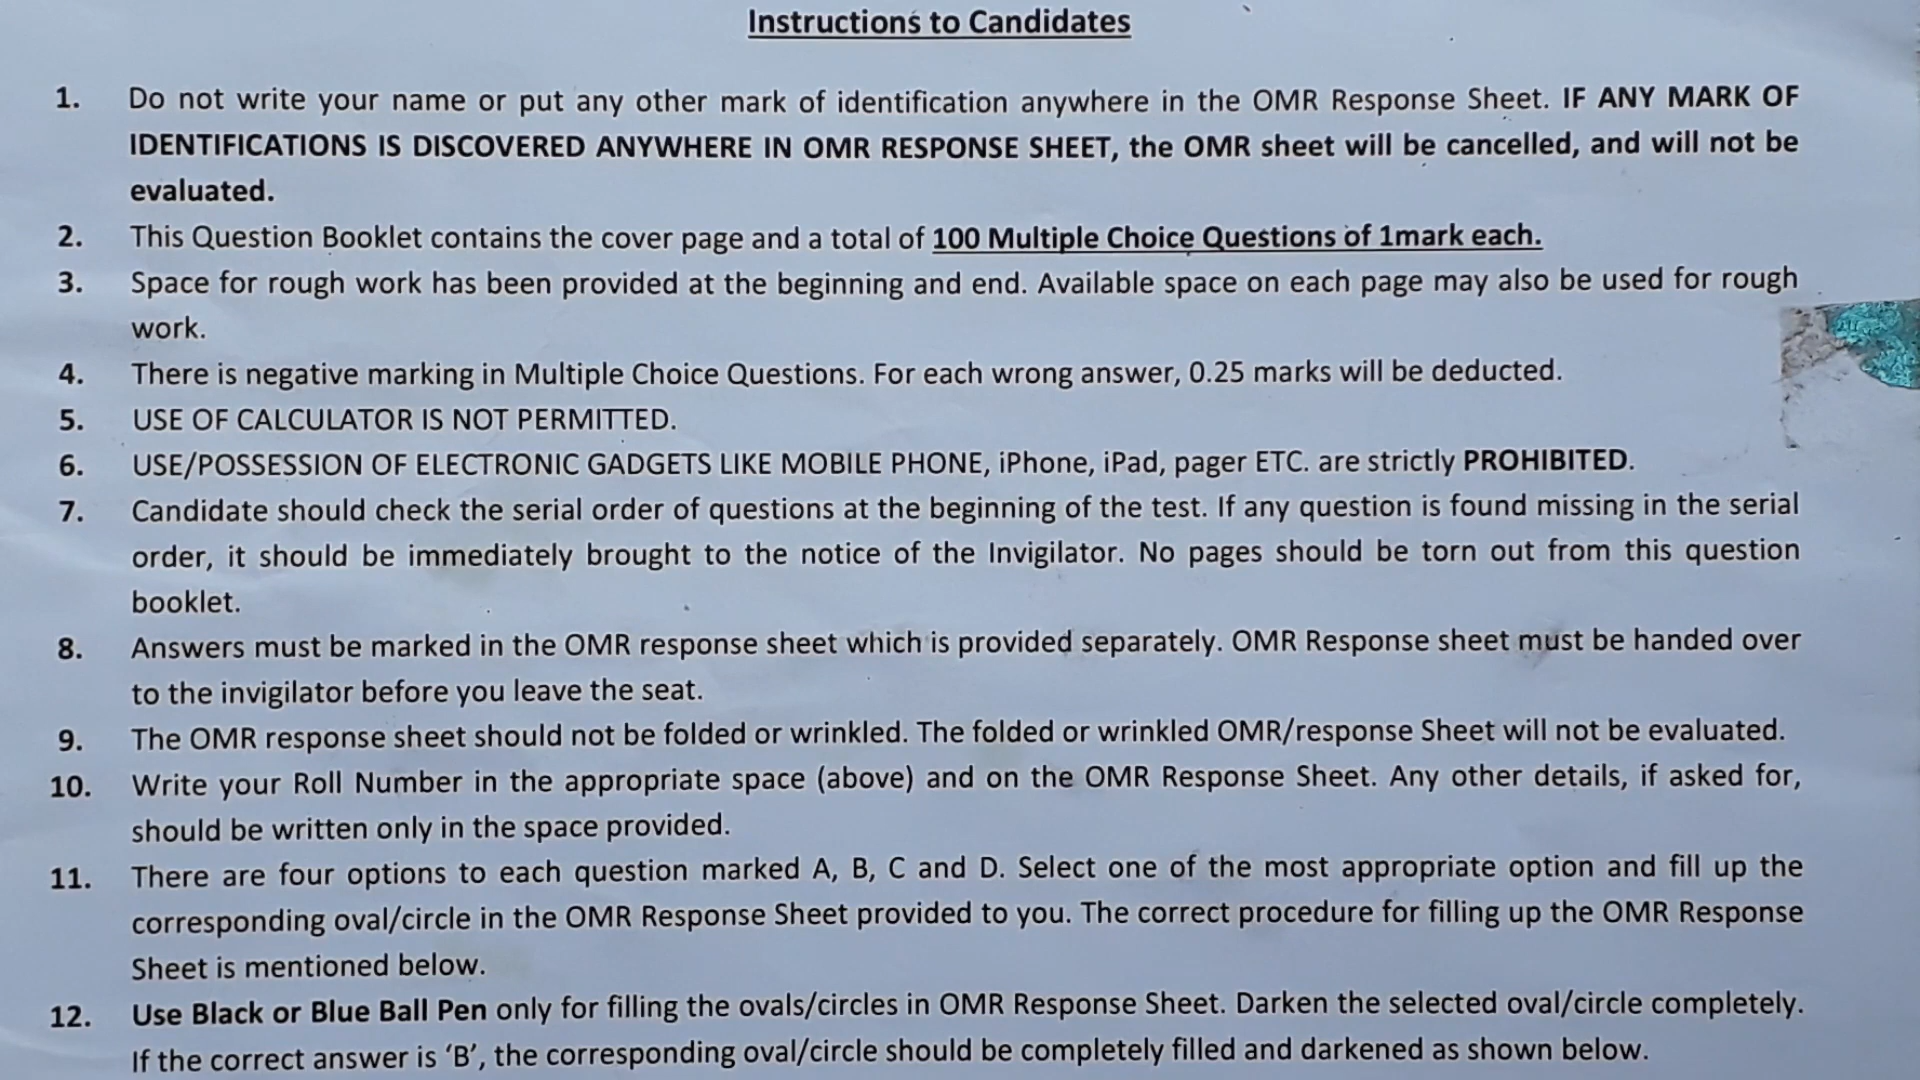 Instructions to Candidates
1. Do not write your name or put any other mark of identification anywhere in the OMR Response Sheet. IF ANY MARK OF
IDENTIFICATIONS IS DISCOVERED ANYWHERE IN OMR RESPONSE SHEET, the OMR sheet will be cancelled, and will not be
evaluated.
2. This Question Booklet contains the cover page and a total of 100 Multiple Choice Questions of 1mark each.
3. Space for rough work has been provided at the beginning and end. Available space on each page may also be used for rough
work.
4. There is negative marking in Multiple Choice Questions. For each wrong answer, 0.25 marks will be deducted.
5. USE OF CALCULATOR IS NOT PERMITTED.
6. USE/POSSESSION OF ELECTRONIC GADGETS LIKE MOBILE PHONE, iPhone, iPad, pager ETC. are strictly PROHIBITED.
7. Candidate should check the serial order of questions at the beginning of the test. If any question is found missing in the serial
order, it should be immediately brought to the notice of the Invigilator. No pages should be torn out from this question
booklet.
8. Answers must be marked in the OMR response sheet which is provided separately. OMR Response sheet must be handed over
to the invigilator before you leave the seat.
9. The OMR response sheet should not be folded or wrinkled. The folded or wrinkled OMR/response Sheet will not be evaluated.
10. Write your Roll Number in the appropriate space (above) and on the OMR Response Sheet. Any other details, if asked for,
should be written only in the space provided.
11. There are four options to each question marked A, B, C and D. Select one of the most appropriate option and fill up the
corresponding oval/circle in the OMR Response Sheet provided to you. The correct procedure for filling up the OMR Response
Sheet is mentioned below.
12. Use Black or Blue Ball Pen only for filling the ovals/circles in OMR Response Sheet. Darken the selected oval/circle completely.
If the correct answer is ‘B’, the corresponding oval/circle should be completely filled and darkened as shown below.